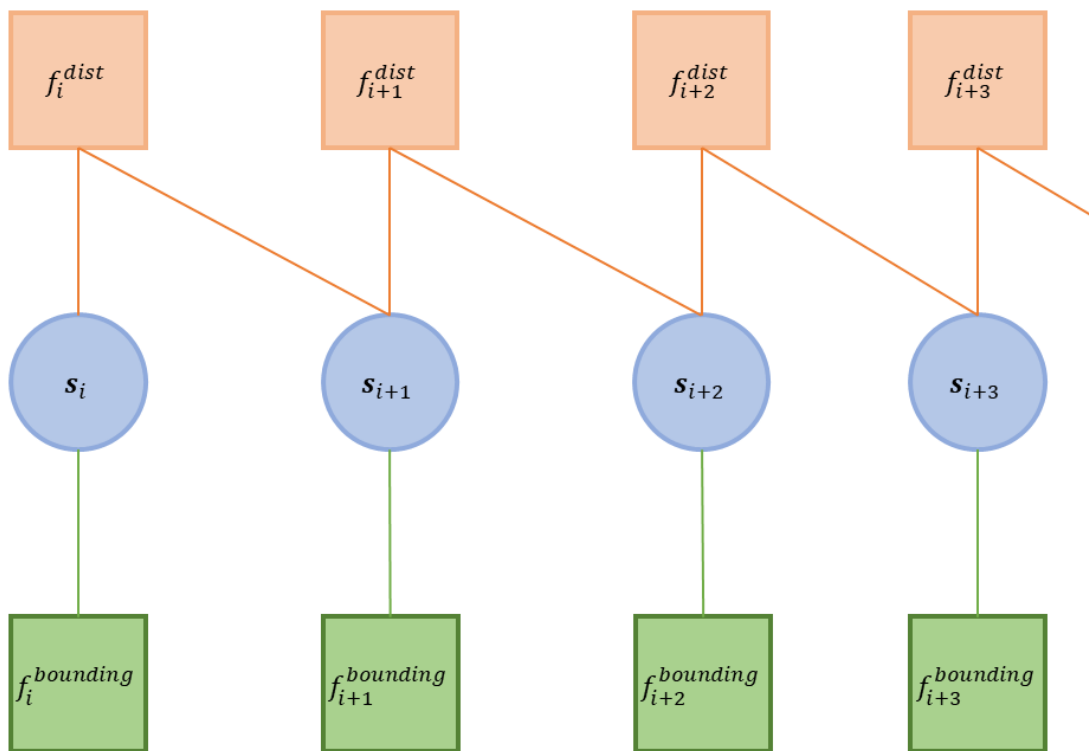 f_i^{dist}
f_{i+1}^{dist}
f_{i+2}^{dist}
f_{i+3}^{dist}
s_i
s_{i+1}
s_{i+2}
s_{i+3}
f_i^{bounding}
f_{i+1}^{bounding}
f_{i+2}^{bounding}
f_{i+3}^{bounding}